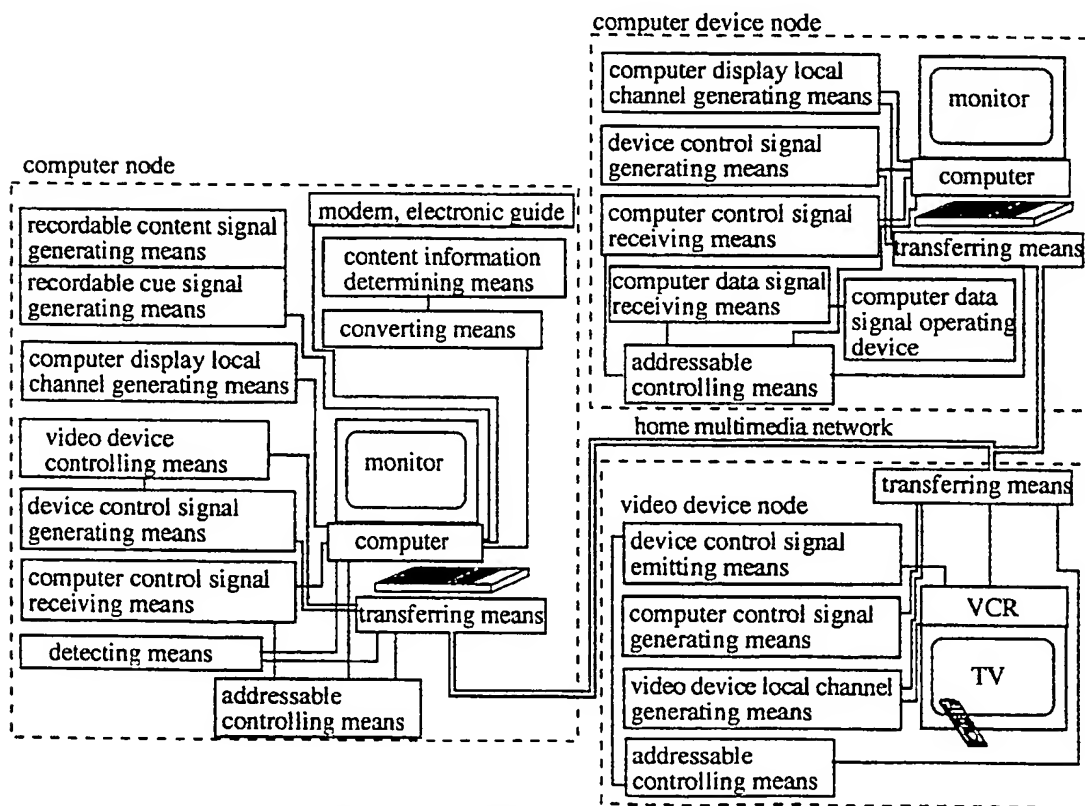 computer node
modem, electronic guide
recordable content signal
generating means
recordable cue signal
generating means
content information
determining means
converting means
computer display local
channel generating means
video device
controlling means
device control signal
generating means
monitor
computer
computer control signal
receiving means
transferring means
detecting means
addressable
controlling means
computer device node
computer display local
channel generating means
monitor
device control signal
generating means
computer
computer control signal
receiving means
transferring means
computer data signal
receiving means
computer data
signal operating
device
addressable
controlling means
home multimedia network
transferring means
video device node
device control signal
emitting means
VCR
computer control signal
generating means
TV
video device local channel
generating means
addressable
controlling means